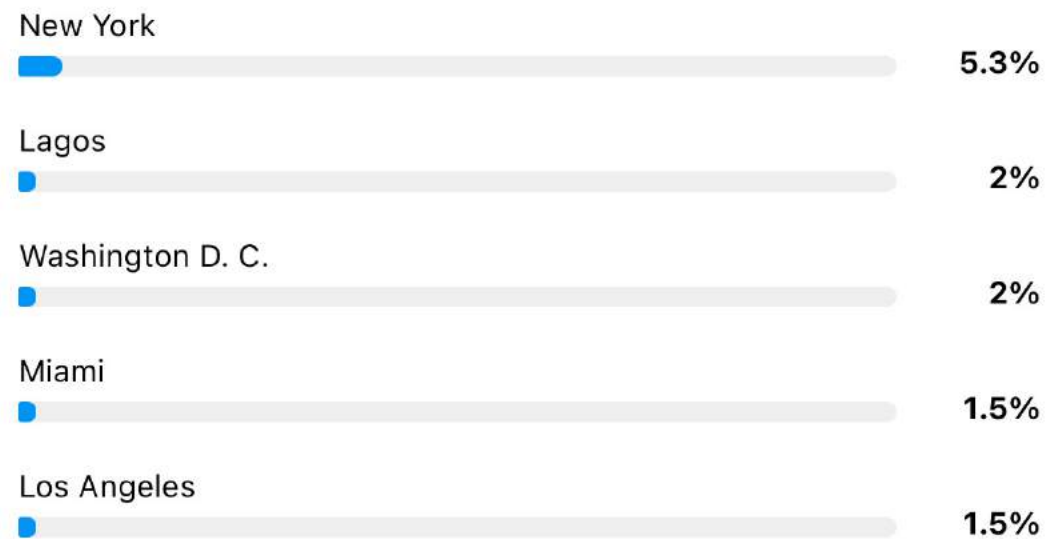 New York
5.3%
Lagos
2%
Washington D. C.
2%
Miami
1.5%
Los Angeles
1.5%